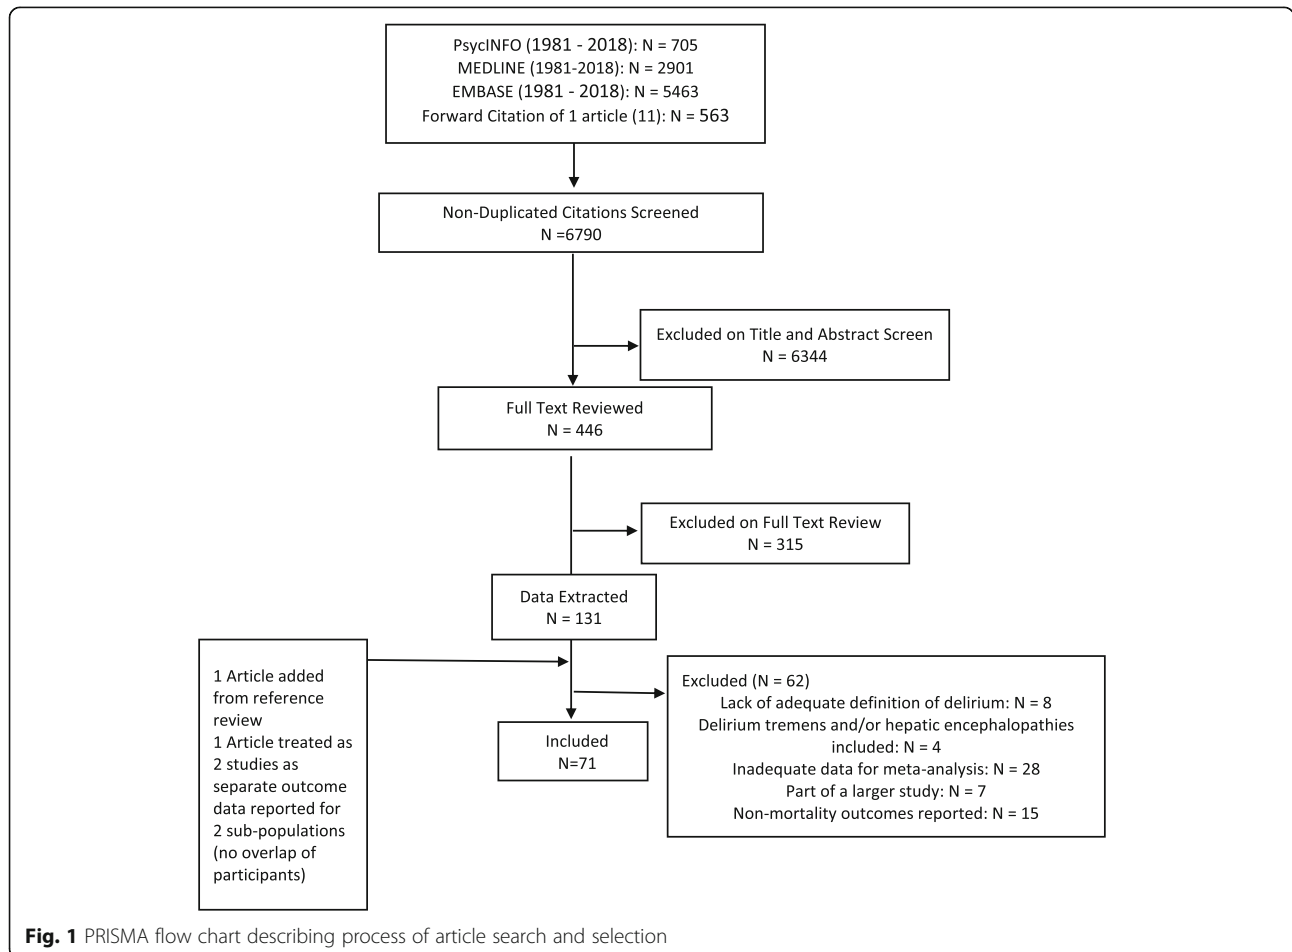 PsycINFO (1981 - 2018): N = 705
MEDLINE (1981-2018): N = 2901
EMBASE (1981 - 2018): N = 5463
Forward Citation of 1 article (11): N = 563
Non-Duplicated Citations Screened
N =6790
Excluded on Title and Abstract Screen
N = 6344
Full Text Reviewed
N = 446
Excluded on Full Text Review
N = 315
Data Extracted
N = 131
1 Article added
from reference
review
1 Article treated as
2 studies as
separate outcome
data reported for
2 sub-populations
(no overlap of
participants)
Excluded (N = 62)
Lack of adequate definition of delirium: N = 8
Delirium tremens and/or hepatic encephalopathies
included: N = 4
Inadequate data for meta-analysis: N = 28
Part of a larger study: N = 7
Non-mortality outcomes reported: N = 15
Included
N=71
Fig. 1 PRISMA flow chart describing process of article search and selection